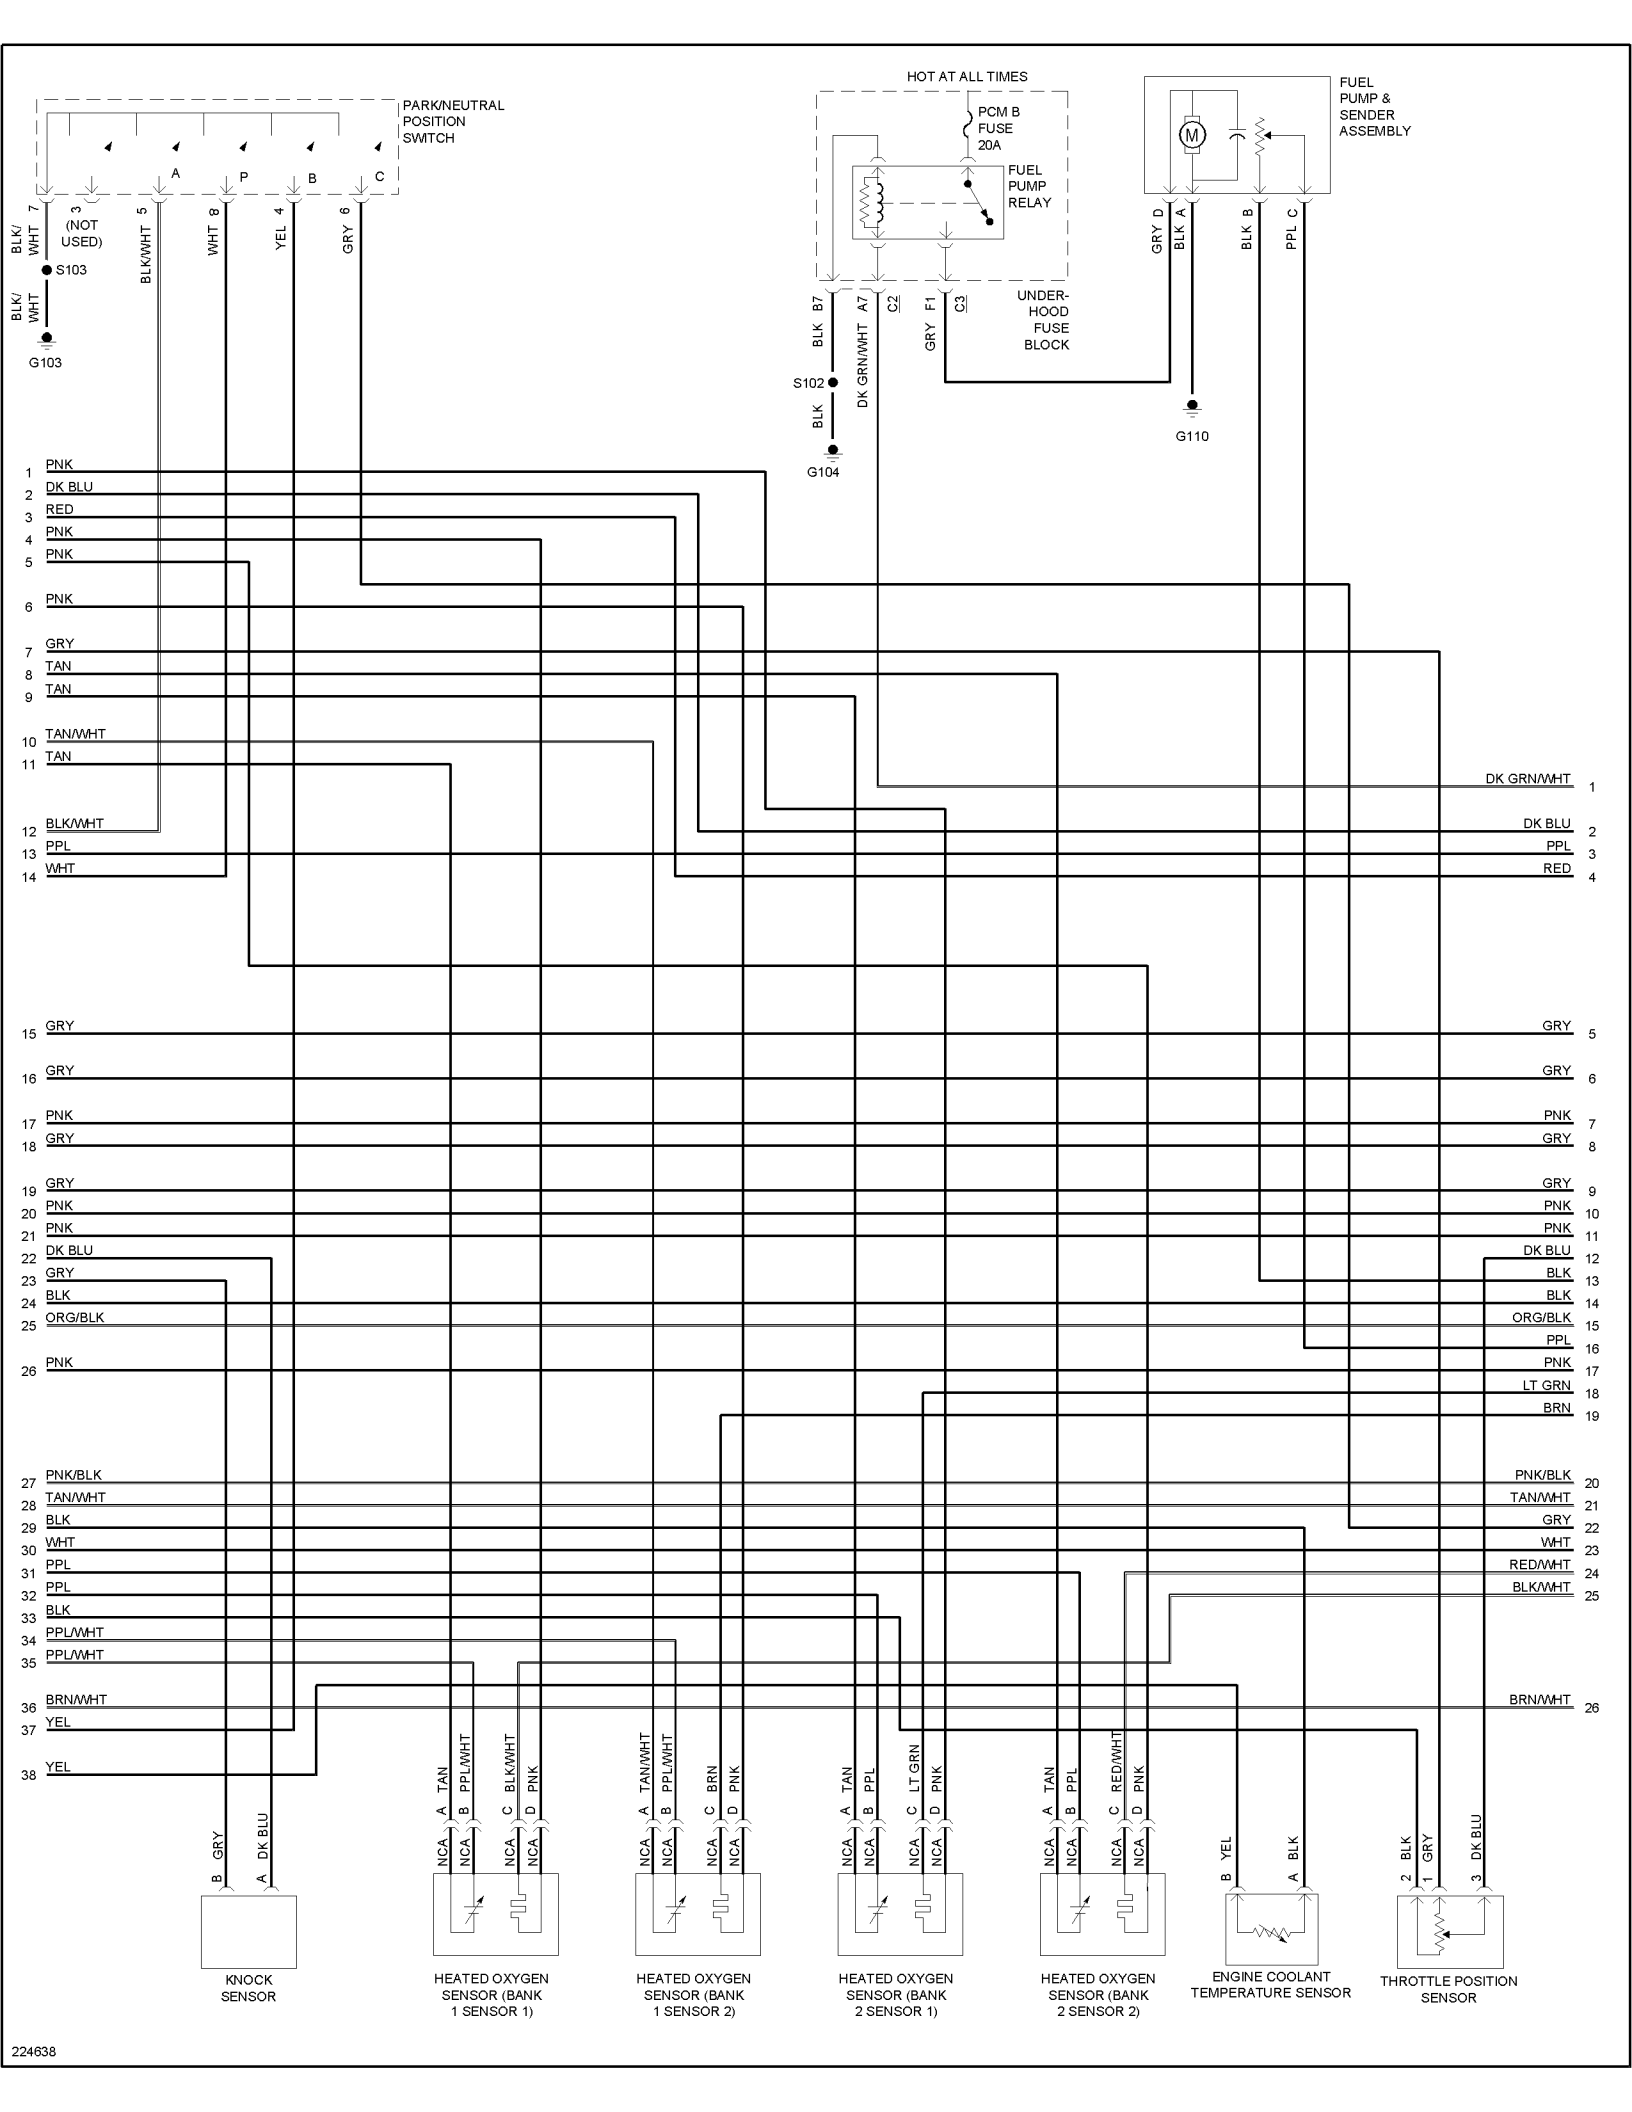 HOT AT ALL TIMES
PARK/NEUTRAL
POSITION
SWITCH
A
P
B
C
PCM B
FUSE
20A
FUEL
PUMP
RELAY
FUEL
PUMP &
SENDER
ASSEMBLY
M
7
3
5
8
4
6
BLK/
WHT
(NOT
USED)
BLK/WHT
WHT
YEL
GRY
S103
BLK/
WHT
G103
B7
A7
C2
F1
C3
BLK
DK GRN/WHT
GRY
UNDER-
HOOD
FUSE
BLOCK
S102
BLK
G104
GRY D
BLK A
BLK B
PPL C
G110
1 PNK
2 DK BLU
3 RED
4 PNK
5 PNK
6 PNK
7 GRY
8 TAN
9 TAN
10 TAN/WHT
11 TAN
DK GRN/WHT 1
12 BLK/WHT
DK BLU 2
13 PPL
PPL 3
14 WHT
RED 4
15 GRY
GRY 5
16 GRY
GRY 6
17 PNK
PNK 7
18 GRY
GRY 8
19 GRY
GRY 9
20 PNK
PNK 10
21 PNK
PNK 11
22 DK BLU
DK BLU 12
23 GRY
BLK 13
24 BLK
BLK 14
25 ORG/BLK
ORG/BLK 15
PPL 16
26 PNK
PNK 17
LT GRN 18
BRN 19
27 PNK/BLK
PNK/BLK 20
28 TAN/WHT
TAN/WHT 21
29 BLK
GRY 22
30 WHT
WHT 23
31 PPL
RED/WHT 24
32 PPL
BLK/WHT 25
33 BLK
34 PPL/WHT
35 PPL/WHT
36 BRN/WHT
BRN/WHT 26
37 YEL
38 YEL
B GRY
A DK BLU
NCA A TAN
NCA B PPL/WHT
NCA C BLK/WHT
NCA D PNK
NCA A TAN/WHT
NCA B PPL/WHT
NCA C BRN
NCA D PNK
NCA A TAN
NCA B PPL
NCA C LT GRN
NCA D PNK
NCA A TAN
NCA B PPL
NCA C RED/WHT
NCA D PNK
B YEL
A BLK
2 BLK
1 GRY
3 DK BLU
KNOCK
SENSOR
HEATED OXYGEN
SENSOR (BANK
1 SENSOR 1)
HEATED OXYGEN
SENSOR (BANK
1 SENSOR 2)
HEATED OXYGEN
SENSOR (BANK
2 SENSOR 1)
HEATED OXYGEN
SENSOR (BANK
2 SENSOR 2)
ENGINE COOLANT
TEMPERATURE SENSOR
THROTTLE POSITION
SENSOR
224638